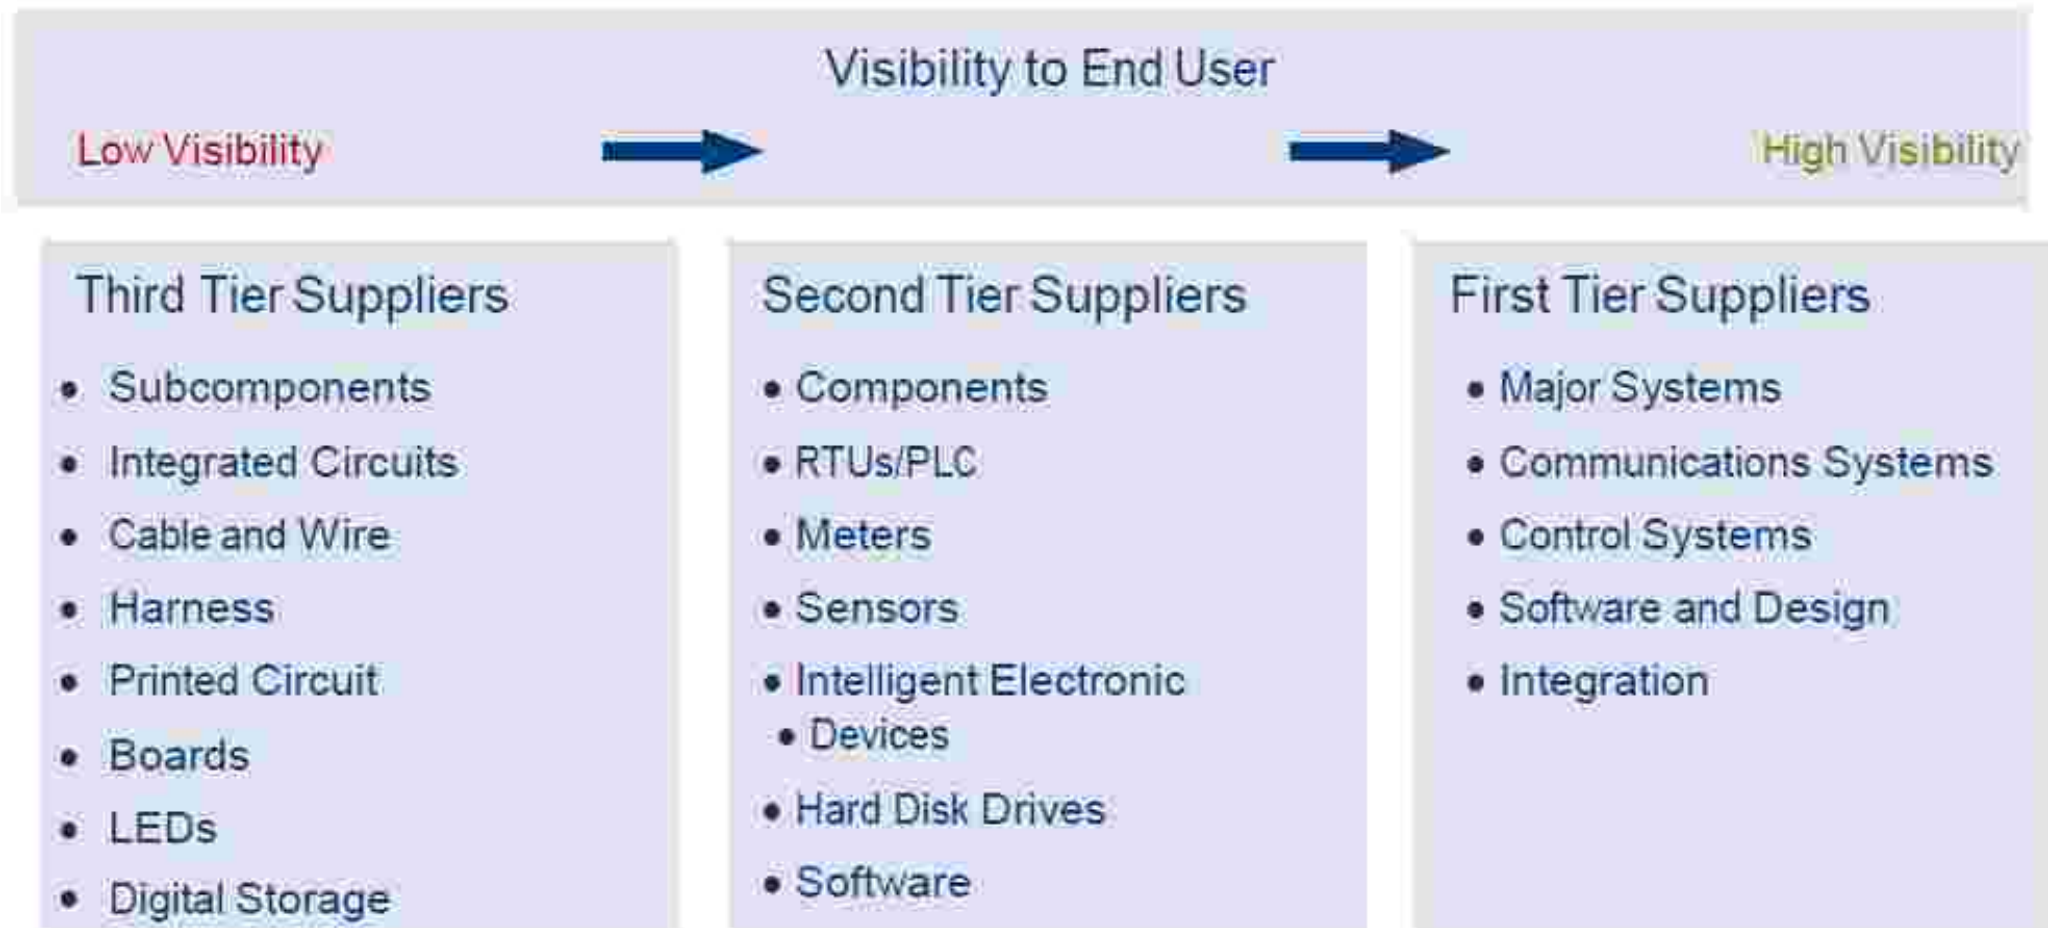 Visibility to End User
Low Visibility
High Visibility
Third Tier Suppliers
• Subcomponents
• Integrated Circuits
• Cable and Wire
• Harness
• Printed Circuit
• Boards
• LEDs
• Digital Storage
Second Tier Suppliers
• Components
• RTUs/PLC
• Meters
• Sensors
• Intelligent Electronic
• Devices
• Hard Disk Drives
• Software
First Tier Suppliers
• Major Systems
• Communications Systems
• Control Systems
• Software and Design
• Integration